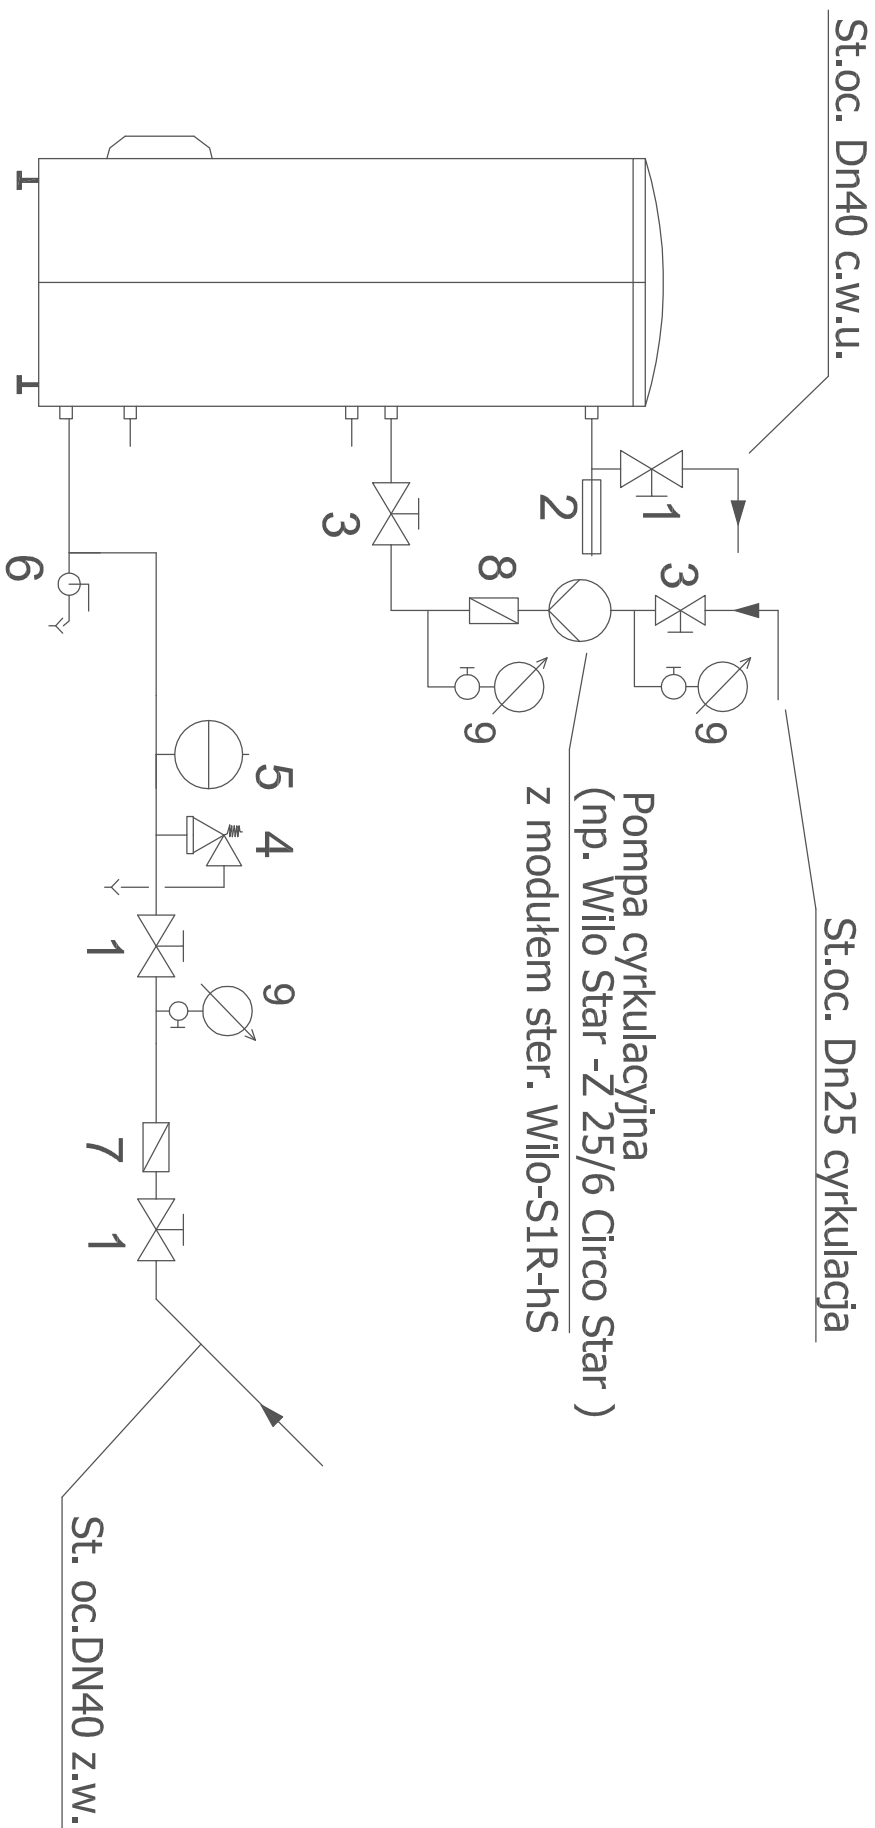 St.oc. Dn40 c.w.u.
1
2
3
3
8
9
9
6
St.oc. Dn25 cyrkulacja
Pompa cyrkulacyjna
(np. Wilo Star -Z 25/6 Circo Star )
z modułem ster. Wilo-S1R-hS
5
4
1
9
7
1
St. oc.DN40 z.w.